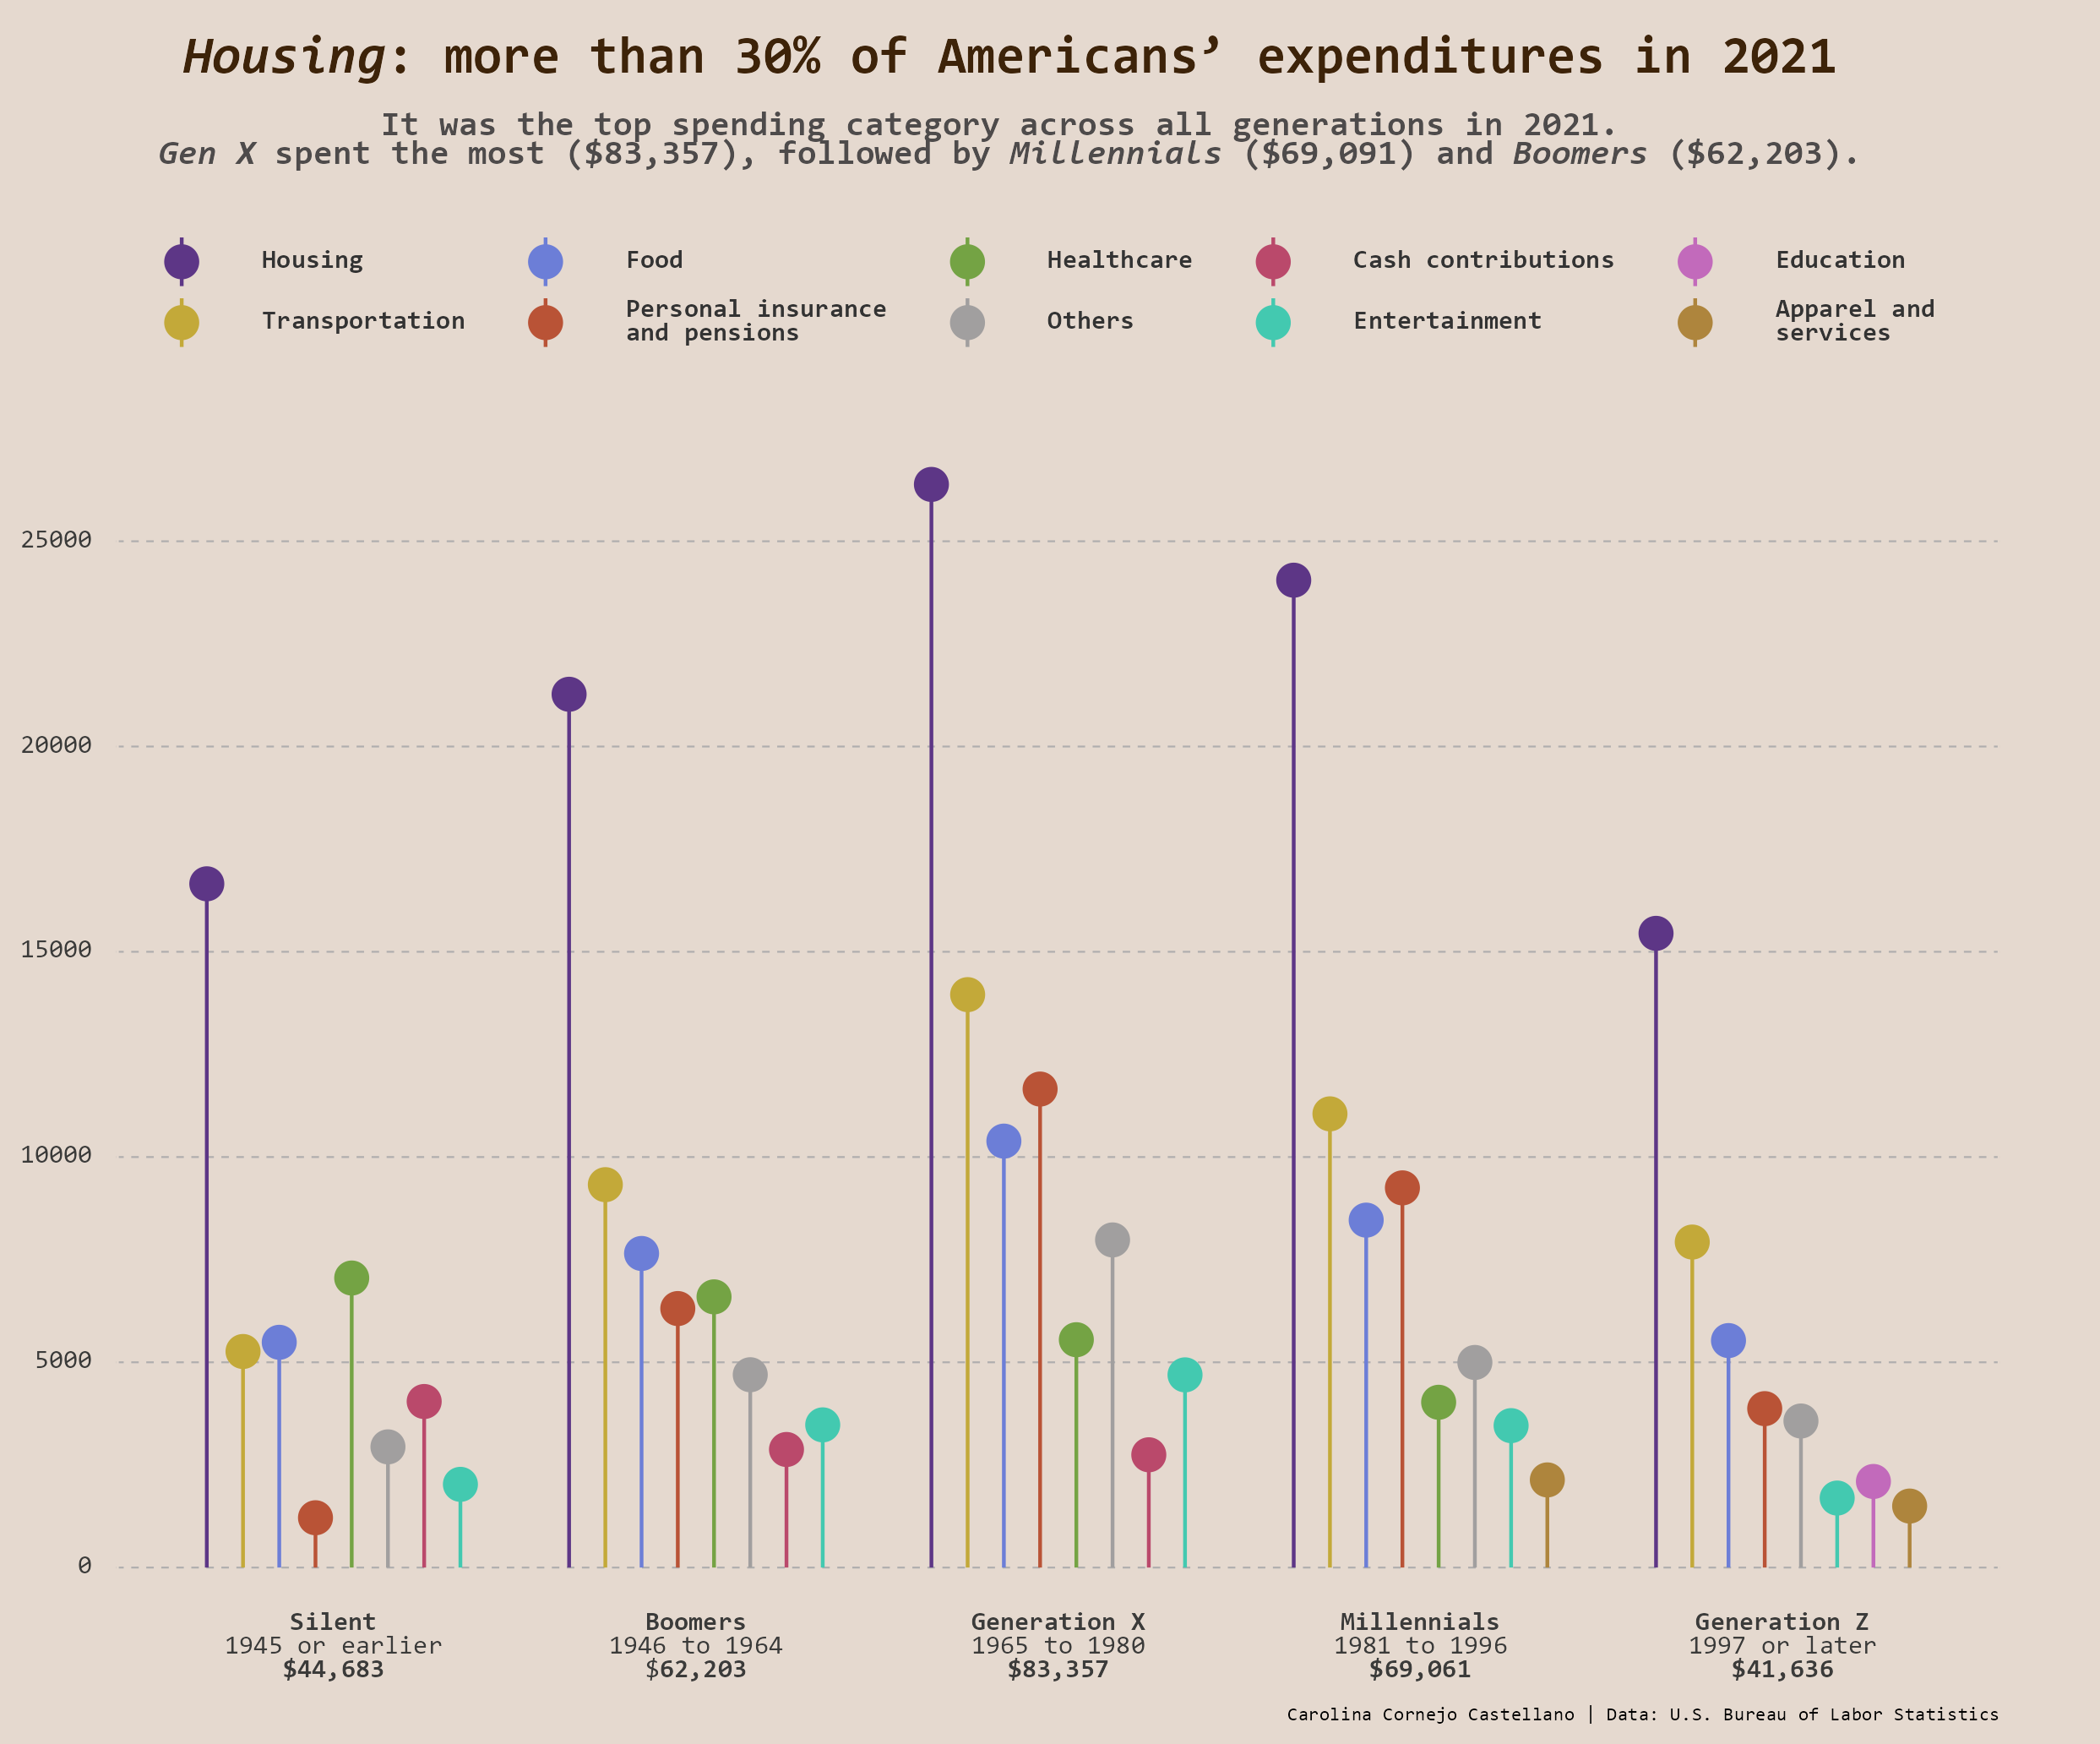 Housing: more than 30% of Americans’ expenditures in 2021
It was the top spending category across all generations in 2021.
Gen X spent the most ($83,357), followed by Millennials ($69,091) and Boomers ($62,203).
Housing
Food
Healthcare
Cash contributions
Education
Transportation
Personal insurance
and pensions
Others
Entertainment
Apparel and
services
25000
20000
15000
10000
5000
0
Silent
1945 or earlier
$44,683
Boomers
1946 to 1964
$62,203
Generation X
1965 to 1980
$83,357
Millennials
1981 to 1996
$69,061
Generation Z
1997 or later
$41,636
Carolina Cornejo Castellano | Data: U.S. Bureau of Labor Statistics